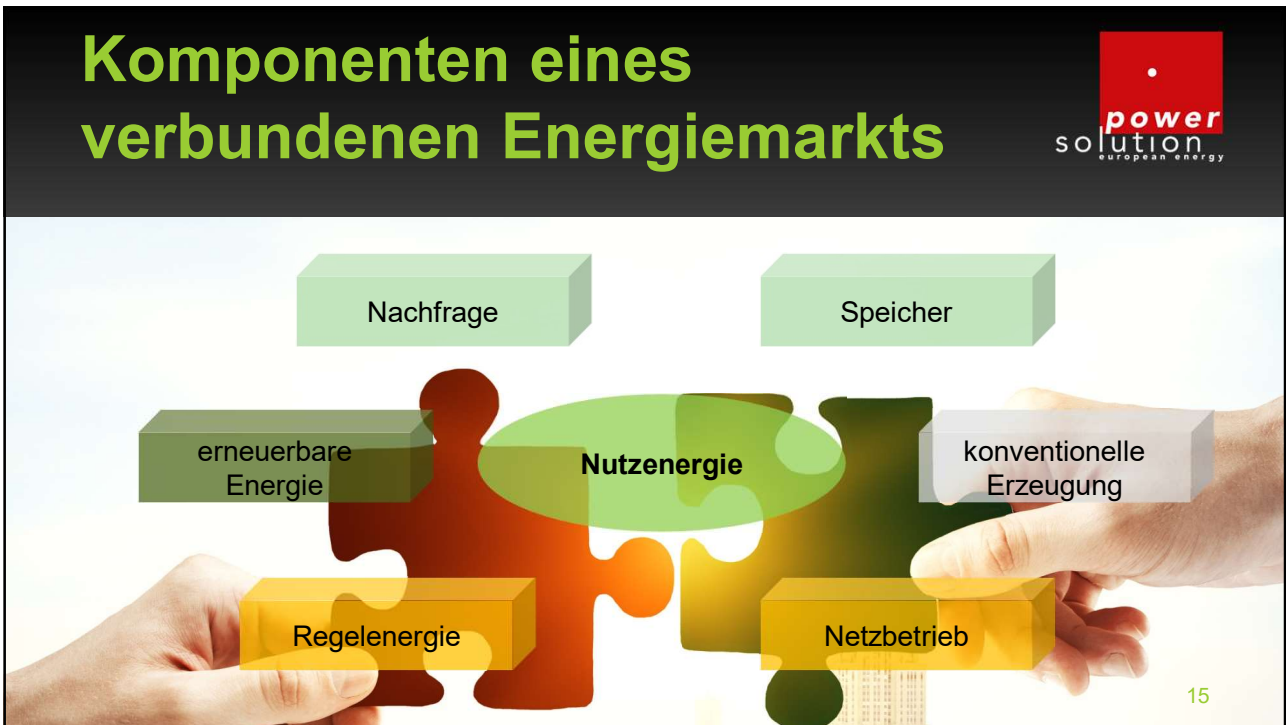 Komponenten eines
verbundenen Energiemarkts
power
solution
european energy
Nachfrage
Speicher
erneuerbare
Energie
Nutzenergie
konventionelle
Erzeugung
Regelenergie
Netzbetrieb
15